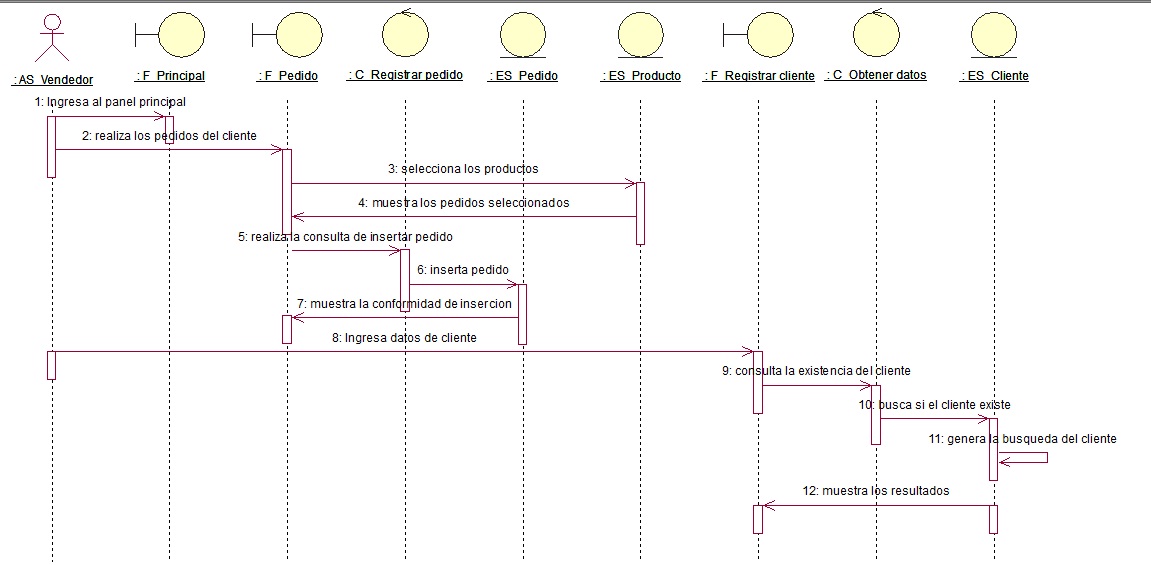 : AS_Vendedor
: F_Principal
: F_Pedido
: C_Registrar pedido
: ES_Pedido
: ES_Producto
: F_Registrar cliente
: C_Obtener datos
: ES_Cliente
1: Ingresa al panel principal
2: realiza los pedidos del cliente
3: selecciona los productos
4: muestra los pedidos seleccionados
5: realiza la consulta de insertar pedido
6: inserta pedido
7: muestra la conformidad de insercion
8: Ingresa datos de cliente
9: consulta la existencia del cliente
10: busca si el cliente existe
11: genera la busqueda del cliente
12: muestra los resultados